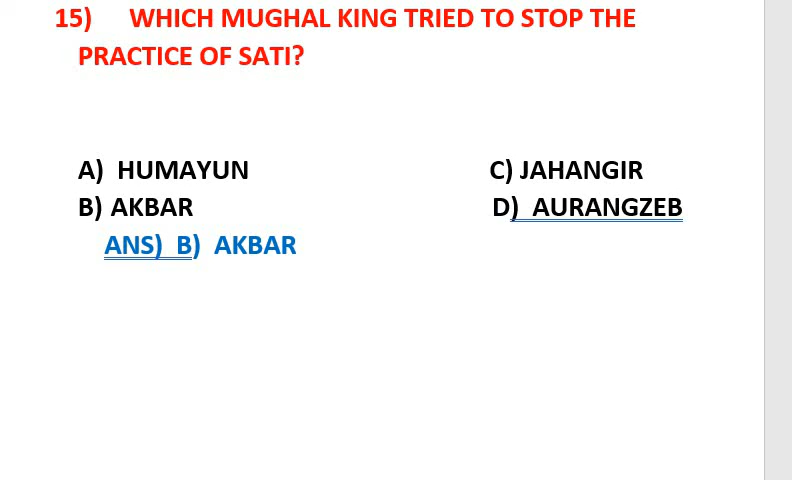 15) WHICH MUGHAL KING TRIED TO STOP THE
PRACTICE OF SATI?
A) HUMAYUN C) JAHANGIR
B) AKBAR D) AURANGZEB
ANS) B) AKBAR